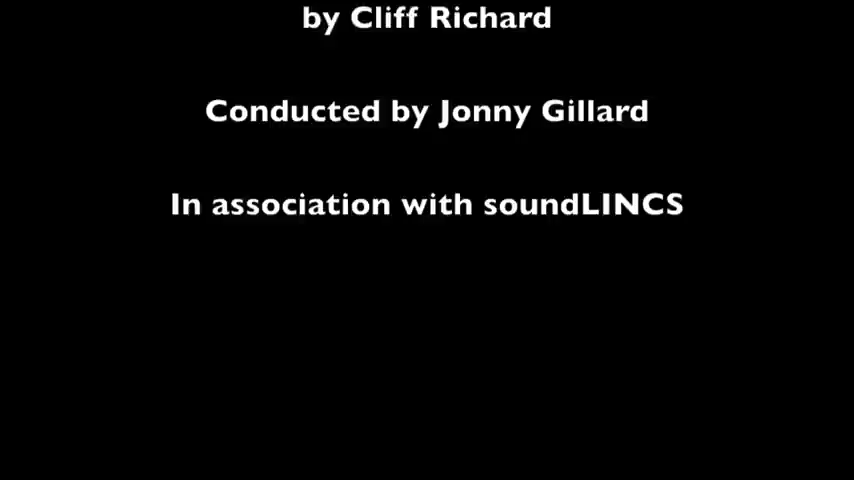 by Cliff Richard
Conducted by Jonny Gillard
In association with soundLINCS